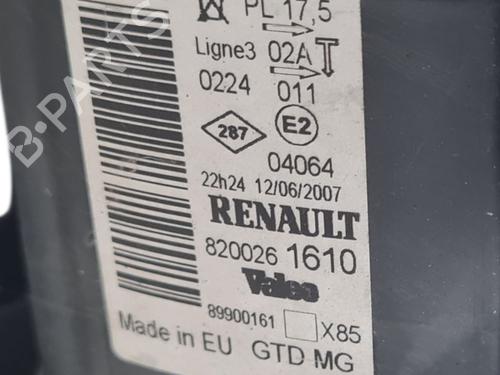 PL 17,5
Ligne3 02A T
0224 011
287 E2
04064
22h24 12/06/2007
RENAULT
820026 1610
Valeo
89900161 X85
Made in EU GTD MG